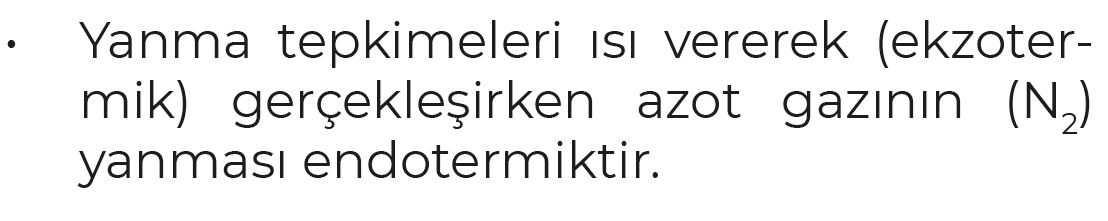 • Yanma tepkimeleri ısı vererek (ekzoter-
mik) gerçekleşirken azot gazının (N₂)
yanması endotermiktir.